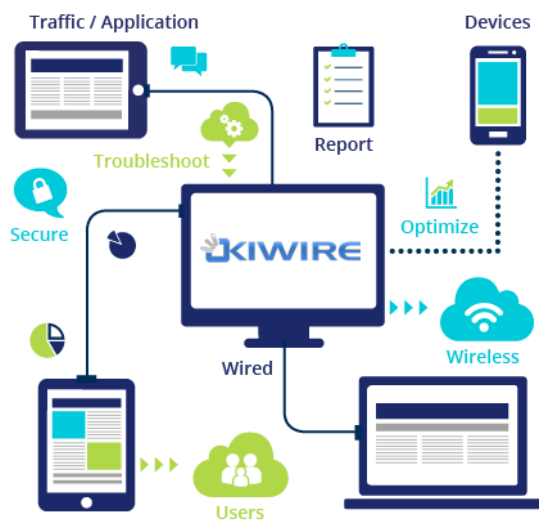 Traffic / Application
Devices
Report
Troubleshoot
Secure
Optimize
KIWIRE
Wireless
Wired
Users